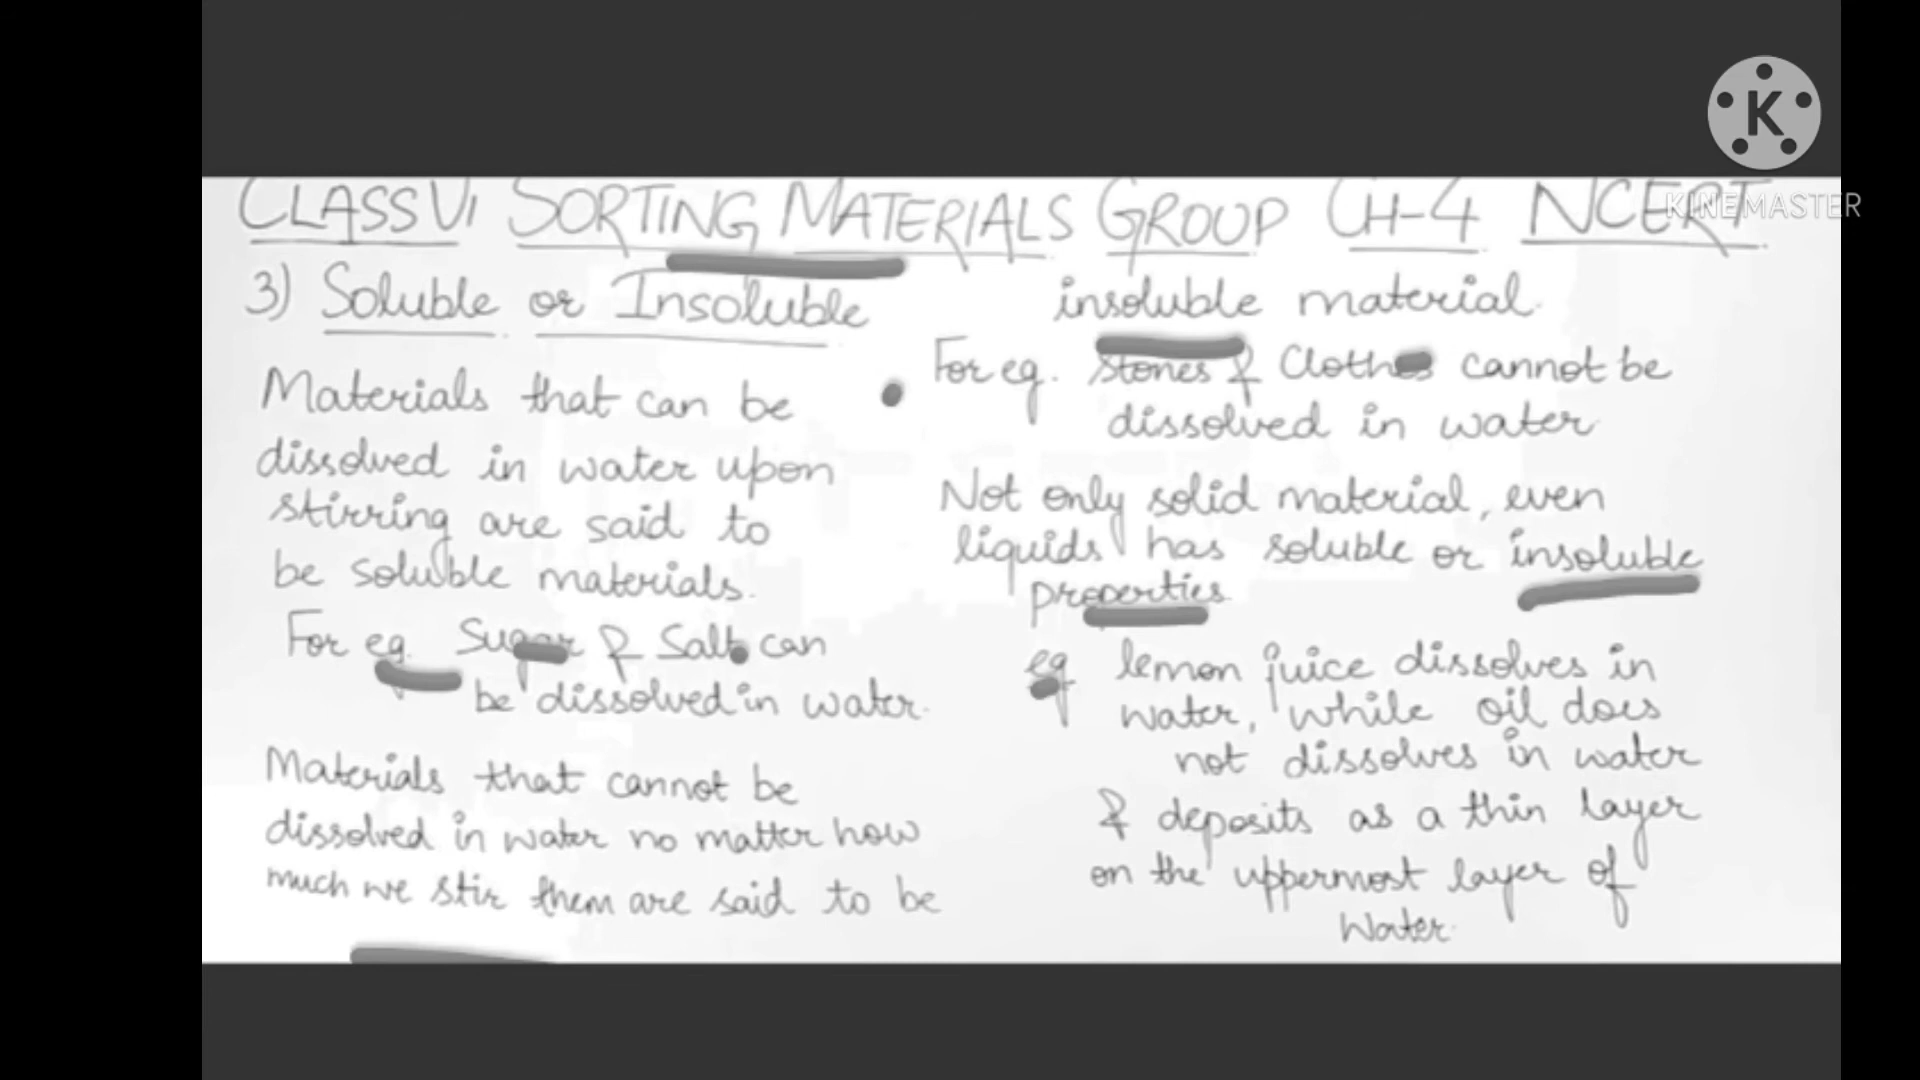 CLASS VI SORTING MATERIALS GROUP CH-4 NCERT
3) Soluble or Insoluble
Materials that can be
dissolved in water upon
stirring are said to
be soluble materials.
For eg. Sugar & Salt can
be dissolved in water.
Materials that cannot be
dissolved in water no matter how
much we stir them are said to be
insoluble material.
For eg. Stones & Clothes cannot be
dissolved in water
Not only solid material, even
liquids has soluble or insoluble
properties
eg lemon juice dissolves in
water, while oil does
not dissolves in water
& deposits as a thin layer
on the uppermost layer of
Water.
K
KINEMASTER